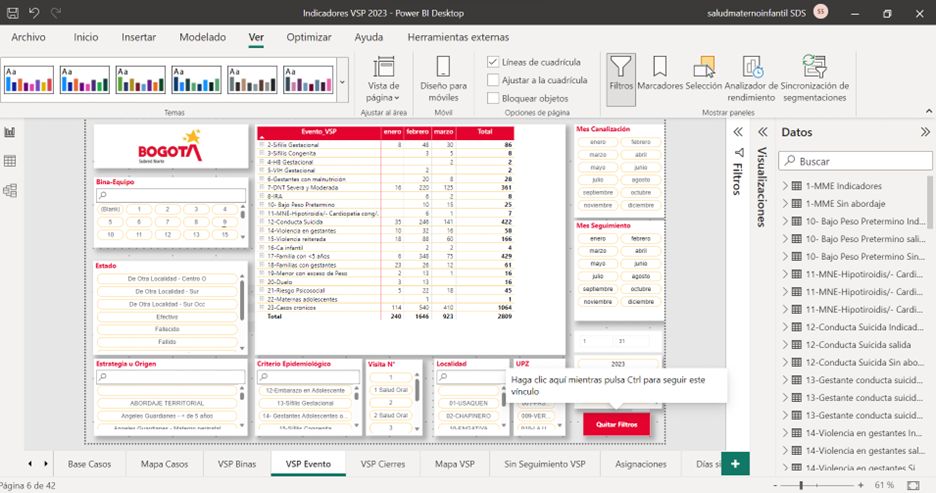 Indicadores VSP 2023 - Power BI Desktop
saludmaternoinfantil SDS
SS
Archivo Inicio Insertar Modelado Ver Optimizar Ayuda Herramientas externas
Aa Aa Aa Aa Aa Aa
Vista de página
Diseño para móviles
Líneas de cuadrícula
Ajustar a la cuadrícula
Bloquear objetos
Filtros Marcadores Selección Analizador de rendimiento Sincronización de segmentaciones
Temas Ajustar al área Móvil Opciones de página Mostrar paneles
BOGOTÁ
Bina-Equipo
(Blank) 1 2 3 4
5 6 7 8 9
10 11 12 13 15
Estado
De Otra Localidad - Centro O
De Otra Localidad - Sur
De Otra Localidad - Sur Occ
Efectivo
Fallecido
Fallido
Evento_VSP enero febrero marzo Total
2-Sífilis Gestacional 8 48 30 86
3-Sífilis Congenita 3 5 8
4-HB Gestacional 2 2
5-VIH Gestacional 2 2
6-Gestantes con malnutrición 20 8 28
7-DNT Severa y Moderada 16 220 125 361
8-IRA 6 2 8
10- Bajo Peso Pretermino 10 15 25
11-MNE-Hipotiroidis/- Cardiopatia cong/- 6 1 7
12-Conducta Suicida 35 246 141 422
14-Violencia en gestantes 10 32 16 58
15-Violencia reiterada 18 88 60 166
16-Ca infantil 2 2 4
17-Familia con <5 años 6 348 75 429
18-Familias con gestantes 23 26 12 61
19-Menor con exceso de Peso 2 13 1 16
20-Duelo 3 13 16
21-Riesgo Psicosocial 5 22 18 45
22-Maternas adolescentes 1 1
23-Casos crónicos 114 540 410 1064
Total 240 1646 923 2809
Mes Canalización
enero febrero
marzo abril
mayo junio
julio agosto
septiembre octubre
noviembre diciembre
Mes Seguimiento
enero febrero
marzo abril
mayo junio
julio agosto
septiembre octubre
noviembre diciembre
1 31
2023
Estrategia u Origen
ABORDAJE TERRITORIAL
Angeles Guardianes - < de 5 años
Angeles Guardianes - Materno perinatal
Criterio Epidemiológico
12-Embarazo en Adolescente
13-Sífilis Gestacional
14- Gestantes Adolescentes o...
15-Sífilis Congenita
Visita N°
1
1 Salud Oral
2
2 Salud Oral
3
Localidad
01-USAQUEN
02-CHAPINERO
10-ENGATIVA
UPZ
009-VER...
Haga clic aquí mientras pulsa Ctrl para seguir este vínculo
Quitar Filtros
Filtros
Visualizaciones
Datos
Buscar
1-MME Indicadores
1-MME Sin abordaje
10- Bajo Peso Pretermino Ind...
10- Bajo Peso Pretermino sali...
10- Bajo Peso Pretermino Sin...
11-MNE-Hipotiroidis/- Cardi...
11-MNE-Hipotiroidis/- Cardi...
11-MNE-Hipotiroidis/- Cardi...
12-Conducta Suicida Indicad...
12-Conducta Suicida salida
12-Conducta Suicida Sin abo...
13-Gestante conducta suicid...
13-Gestante conducta suicid...
13-Gestante conducta suicid...
14-Violencia en gestantes In...
14-Violencia en gestantes sal...
14-Violencia en gestantes Si
Base Casos Mapa Casos VSP Binas VSP Evento VSP Cierres Mapa VSP Sin Seguimiento VSP Asignaciones Días si
Página 6 de 42
61 %